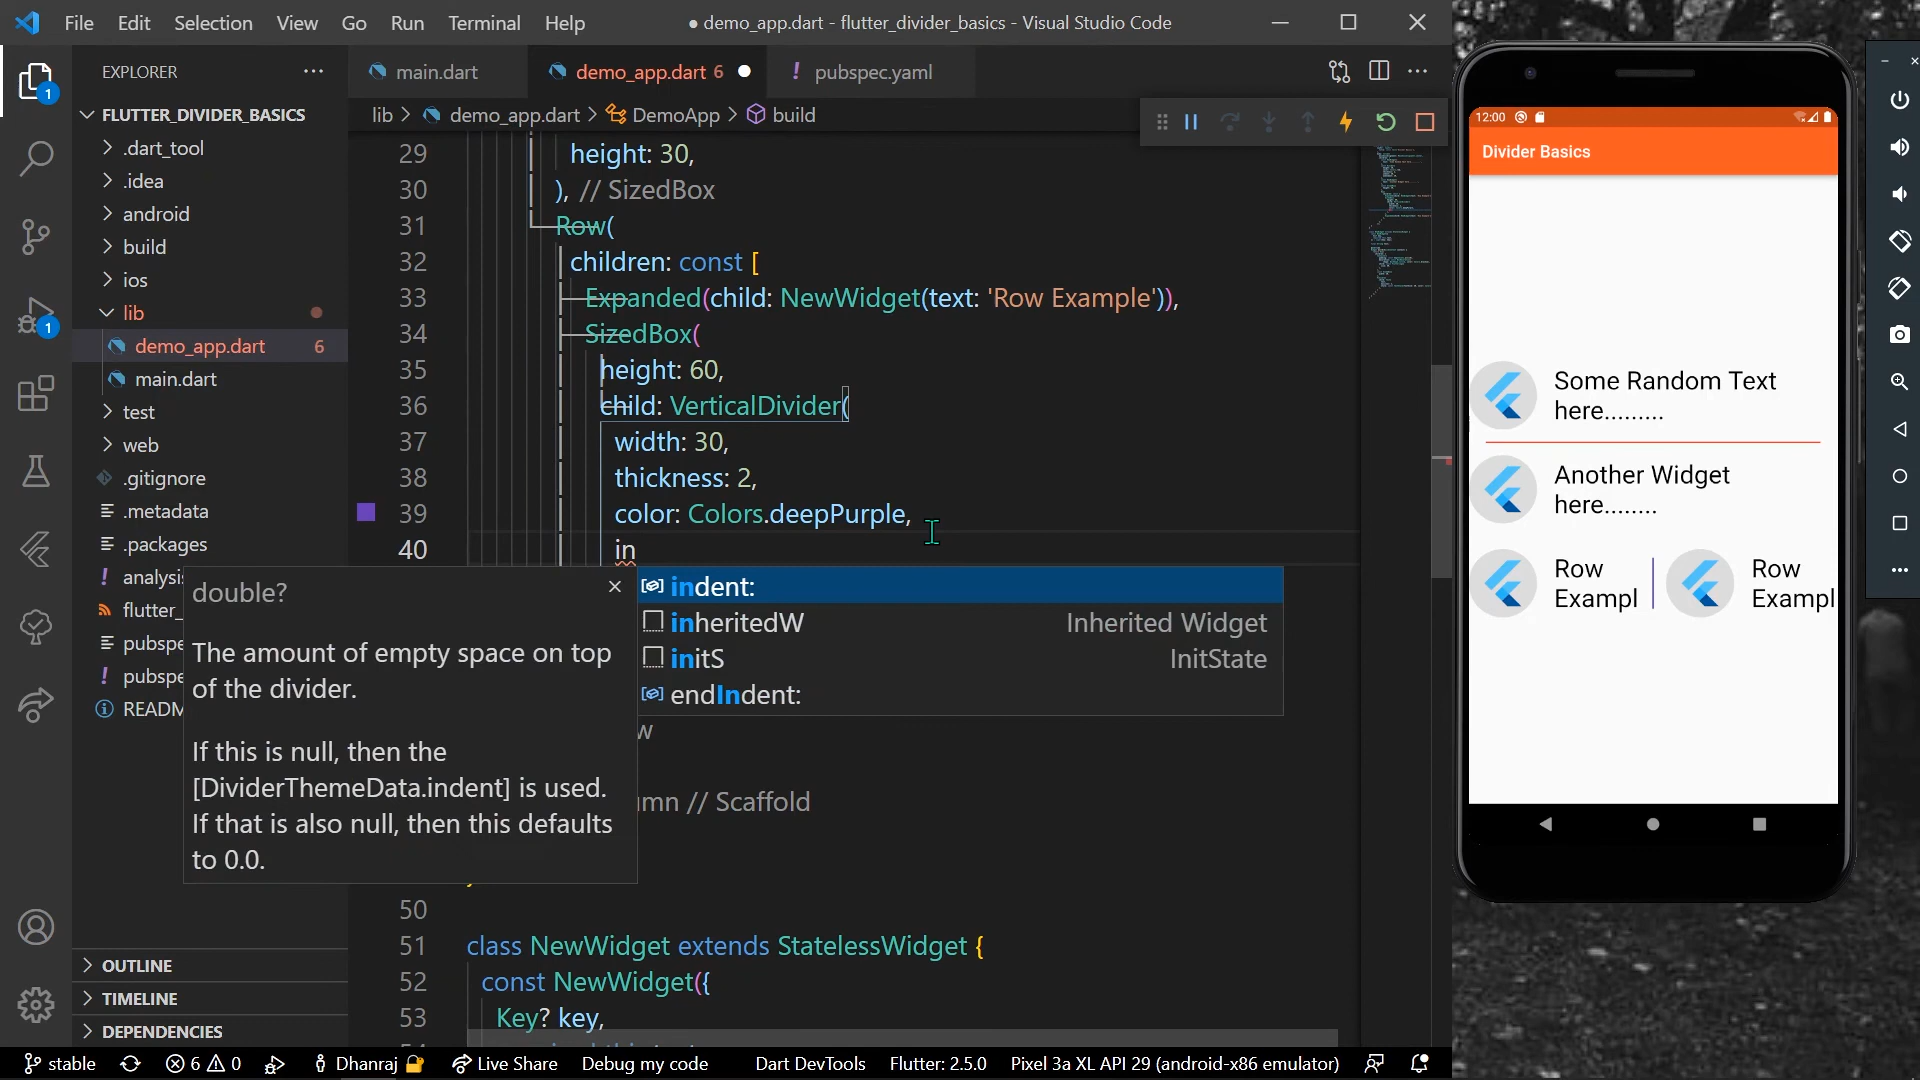 File Edit Selection View Go Run Terminal Help
● demo_app.dart - flutter_divider_basics - Visual Studio Code
EXPLORER
main.dart
demo_app.dart 6
! pubspec.yaml
lib > demo_app.dart > DemoApp > build
FLUTTER_DIVIDER_BASICS
.dart_tool
.idea
android
build
ios
lib
demo_app.dart 6
main.dart
test
web
.gitignore
.metadata
.packages
! analysi
flutter_
pubspe
! pubspe
READM
OUTLINE
TIMELINE
DEPENDENCIES
1
1
29 height: 30,
30 ), // SizedBox
31 Row(
32 children: const [
33 Expanded(child: NewWidget(text: 'Row Example')),
34 SizedBox(
35 height: 60,
36 child: VerticalDivider(
37 width: 30,
38 thickness: 2,
39 color: Colors.deepPurple,
40 in
indent:
inheritedW Inherited Widget
initS InitState
endIndent:
double?
The amount of empty space on top
of the divider.
If this is null, then the
[DividerThemeData.indent] is used.
If that is also null, then this defaults
to 0.0.
w
mn // Scaffold
50
51 class NewWidget extends StatelessWidget {
52 const NewWidget({
53 Key? key,
stable
6 0
Dhanraj
Live Share
Debug my code
Dart DevTools
Flutter: 2.5.0
Pixel 3a XL API 29 (android-x86 emulator)
12:00
Divider Basics
Some Random Text
here.........
Another Widget
here........
Row
Exampl
Row
Exampl